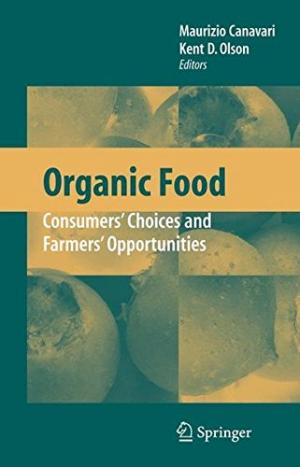 Maurizio Canavari
Kent D. Olson
Editors
Organic Food
Consumers' Choices and
Farmers' Opportunities
Springer